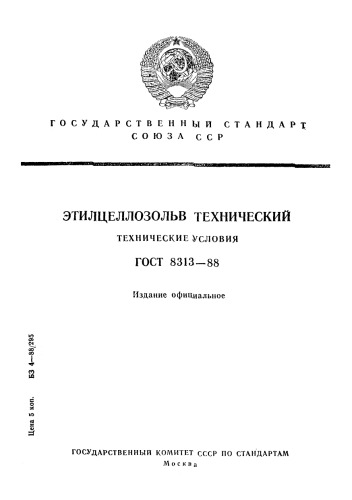 ГОСУДАРСТВЕННЫЙ СТАНДАРТ
СОЮЗА ССР
ЭТИЛЦЕЛЛОЗОЛЬВ ТЕХНИЧЕСКИЙ
ТЕХНИЧЕСКИЕ УСЛОВИЯ
ГОСТ 8313—88
Издание официальное
Цена 5 коп. БЗ 4—88/295
ГОСУДАРСТВЕННЫЙ КОМИТЕТ СССР ПО СТАНДАРТАМ
Москва